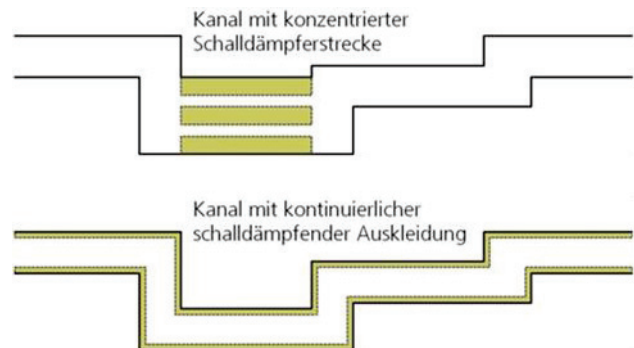 Kanal mit konzentrierter
Schalldämpferstrecke
Kanal mit kontinuierlicher
schalldämpfender Auskleidung